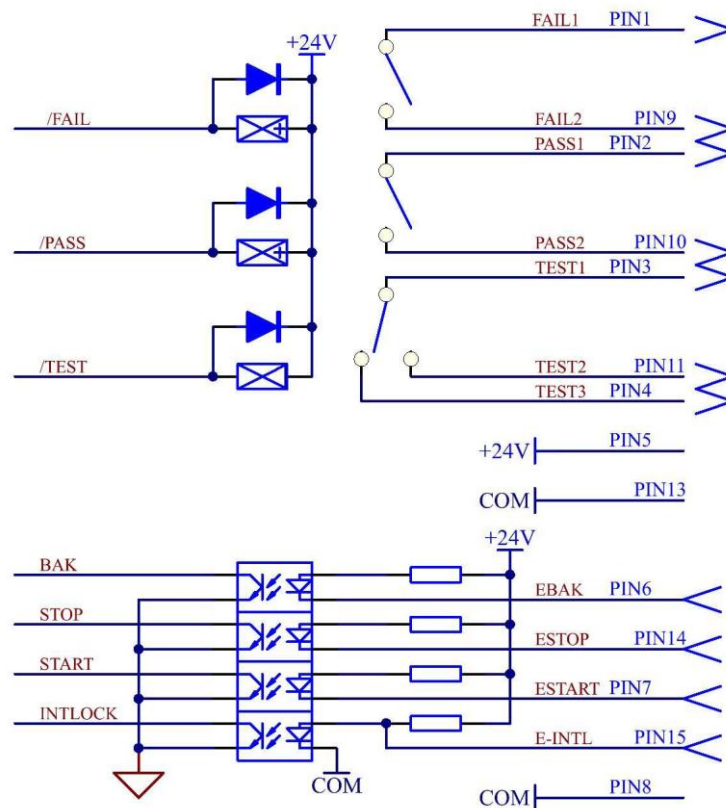 FAIL1 PIN1
+24V
/FAIL FAIL2 PIN9
PASS1 PIN2
/PASS PASS2 PIN10
TEST1 PIN3
/TEST TEST2 PIN11
TEST3 PIN4
+24V PIN5
COM PIN13
+24V
BAK EBAK PIN6
STOP ESTOP PIN14
START ESTART PIN7
INTLOCK E-INTL PIN15
COM
COM PIN8